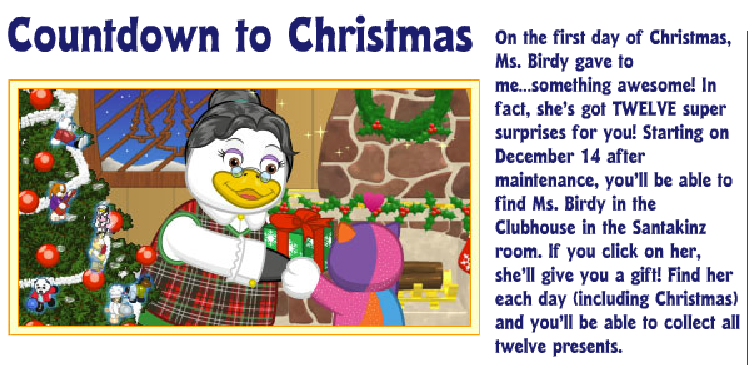 Countdown to Christmas
On the first day of Christmas,
Ms. Birdy gave to
me...something awesome! In
fact, she's got TWELVE super
surprises for you! Starting on
December 14 after
maintenance, you'll be able to
find Ms. Birdy in the
Clubhouse in the Santakinz
room. If you click on her,
she'll give you a gift! Find her
each day (including Christmas)
and you'll be able to collect all
twelve presents.